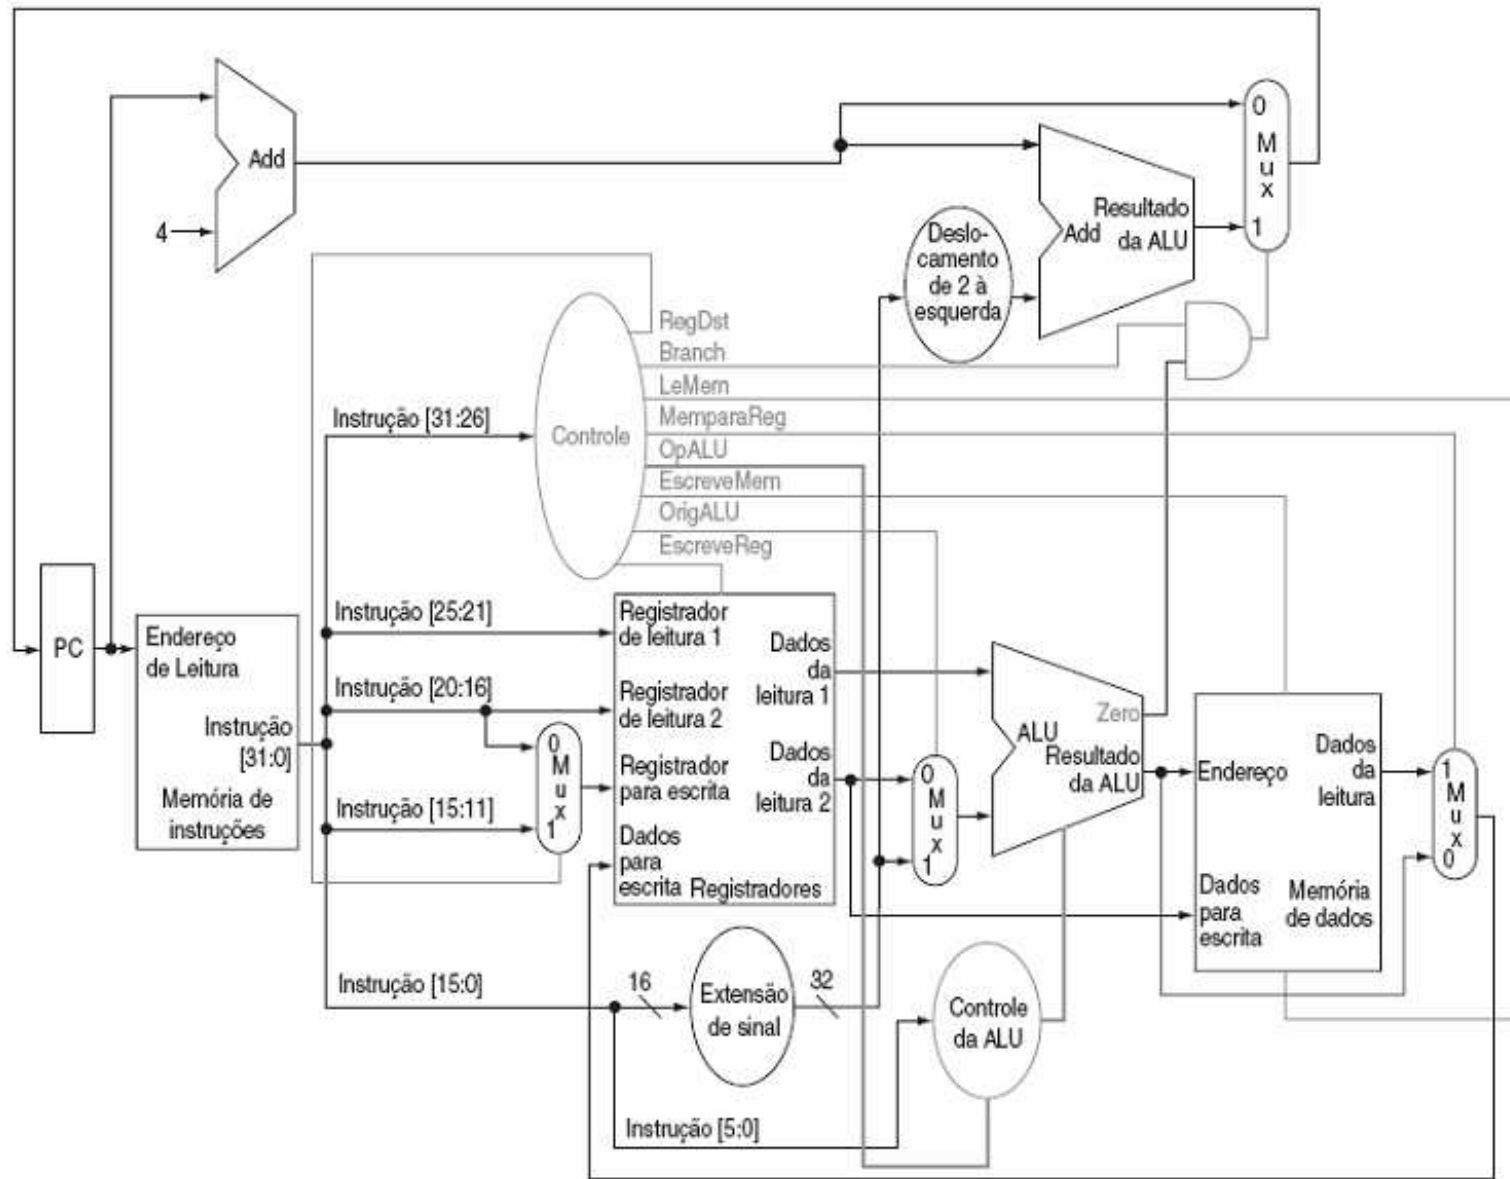 0
M
u
x
1
Add
4
Add
Resultado
da ALU
Deslo-
camento
de 2 à
esquerda
RegDst
Branch
LeMem
MemparaReg
OpALU
EscreveMem
OrigALU
EscreveReg
Controle
Instrução [31:26]
Instrução [25:21]
Instrução [20:16]
Instrução [15:11]
Instrução [15:0]
Instrução [5:0]
PC
Endereço
de Leitura
Instrução
[31:0]
Memória de
instruções
0
M
u
x
1
Registrador
de leitura 1
Registrador
de leitura 2
Registrador
para escrita
Dados
para
escrita
Registradores
Dados
da
leitura 1
Dados
da
leitura 2
0
M
u
x
1
Zero
ALU
Resultado
da ALU
Endereço
Dados
da
leitura
Dados
para
escrita
Memória
de dados
1
M
u
x
0
16
Extensão
de sinal
32
Controle
da ALU